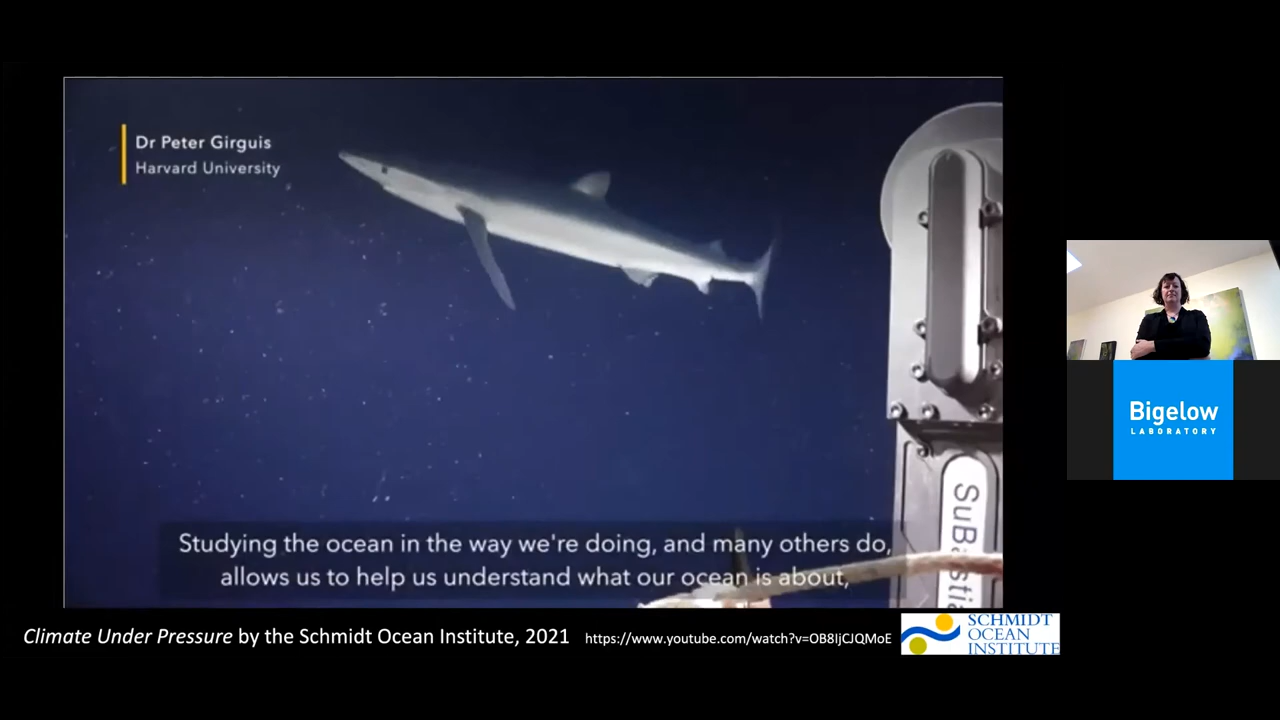 Dr Peter Girguis
Harvard University
SuBastia
Studying the ocean in the way we're doing, and many others do,
allows us to help us understand what our ocean is about,
Climate Under Pressure by the Schmidt Ocean Institute, 2021 https://www.youtube.com/watch?v=OB8IjCJQMoE
SCHMIDT
OCEAN
INSTITUTE
Bigelow
LABORATORY